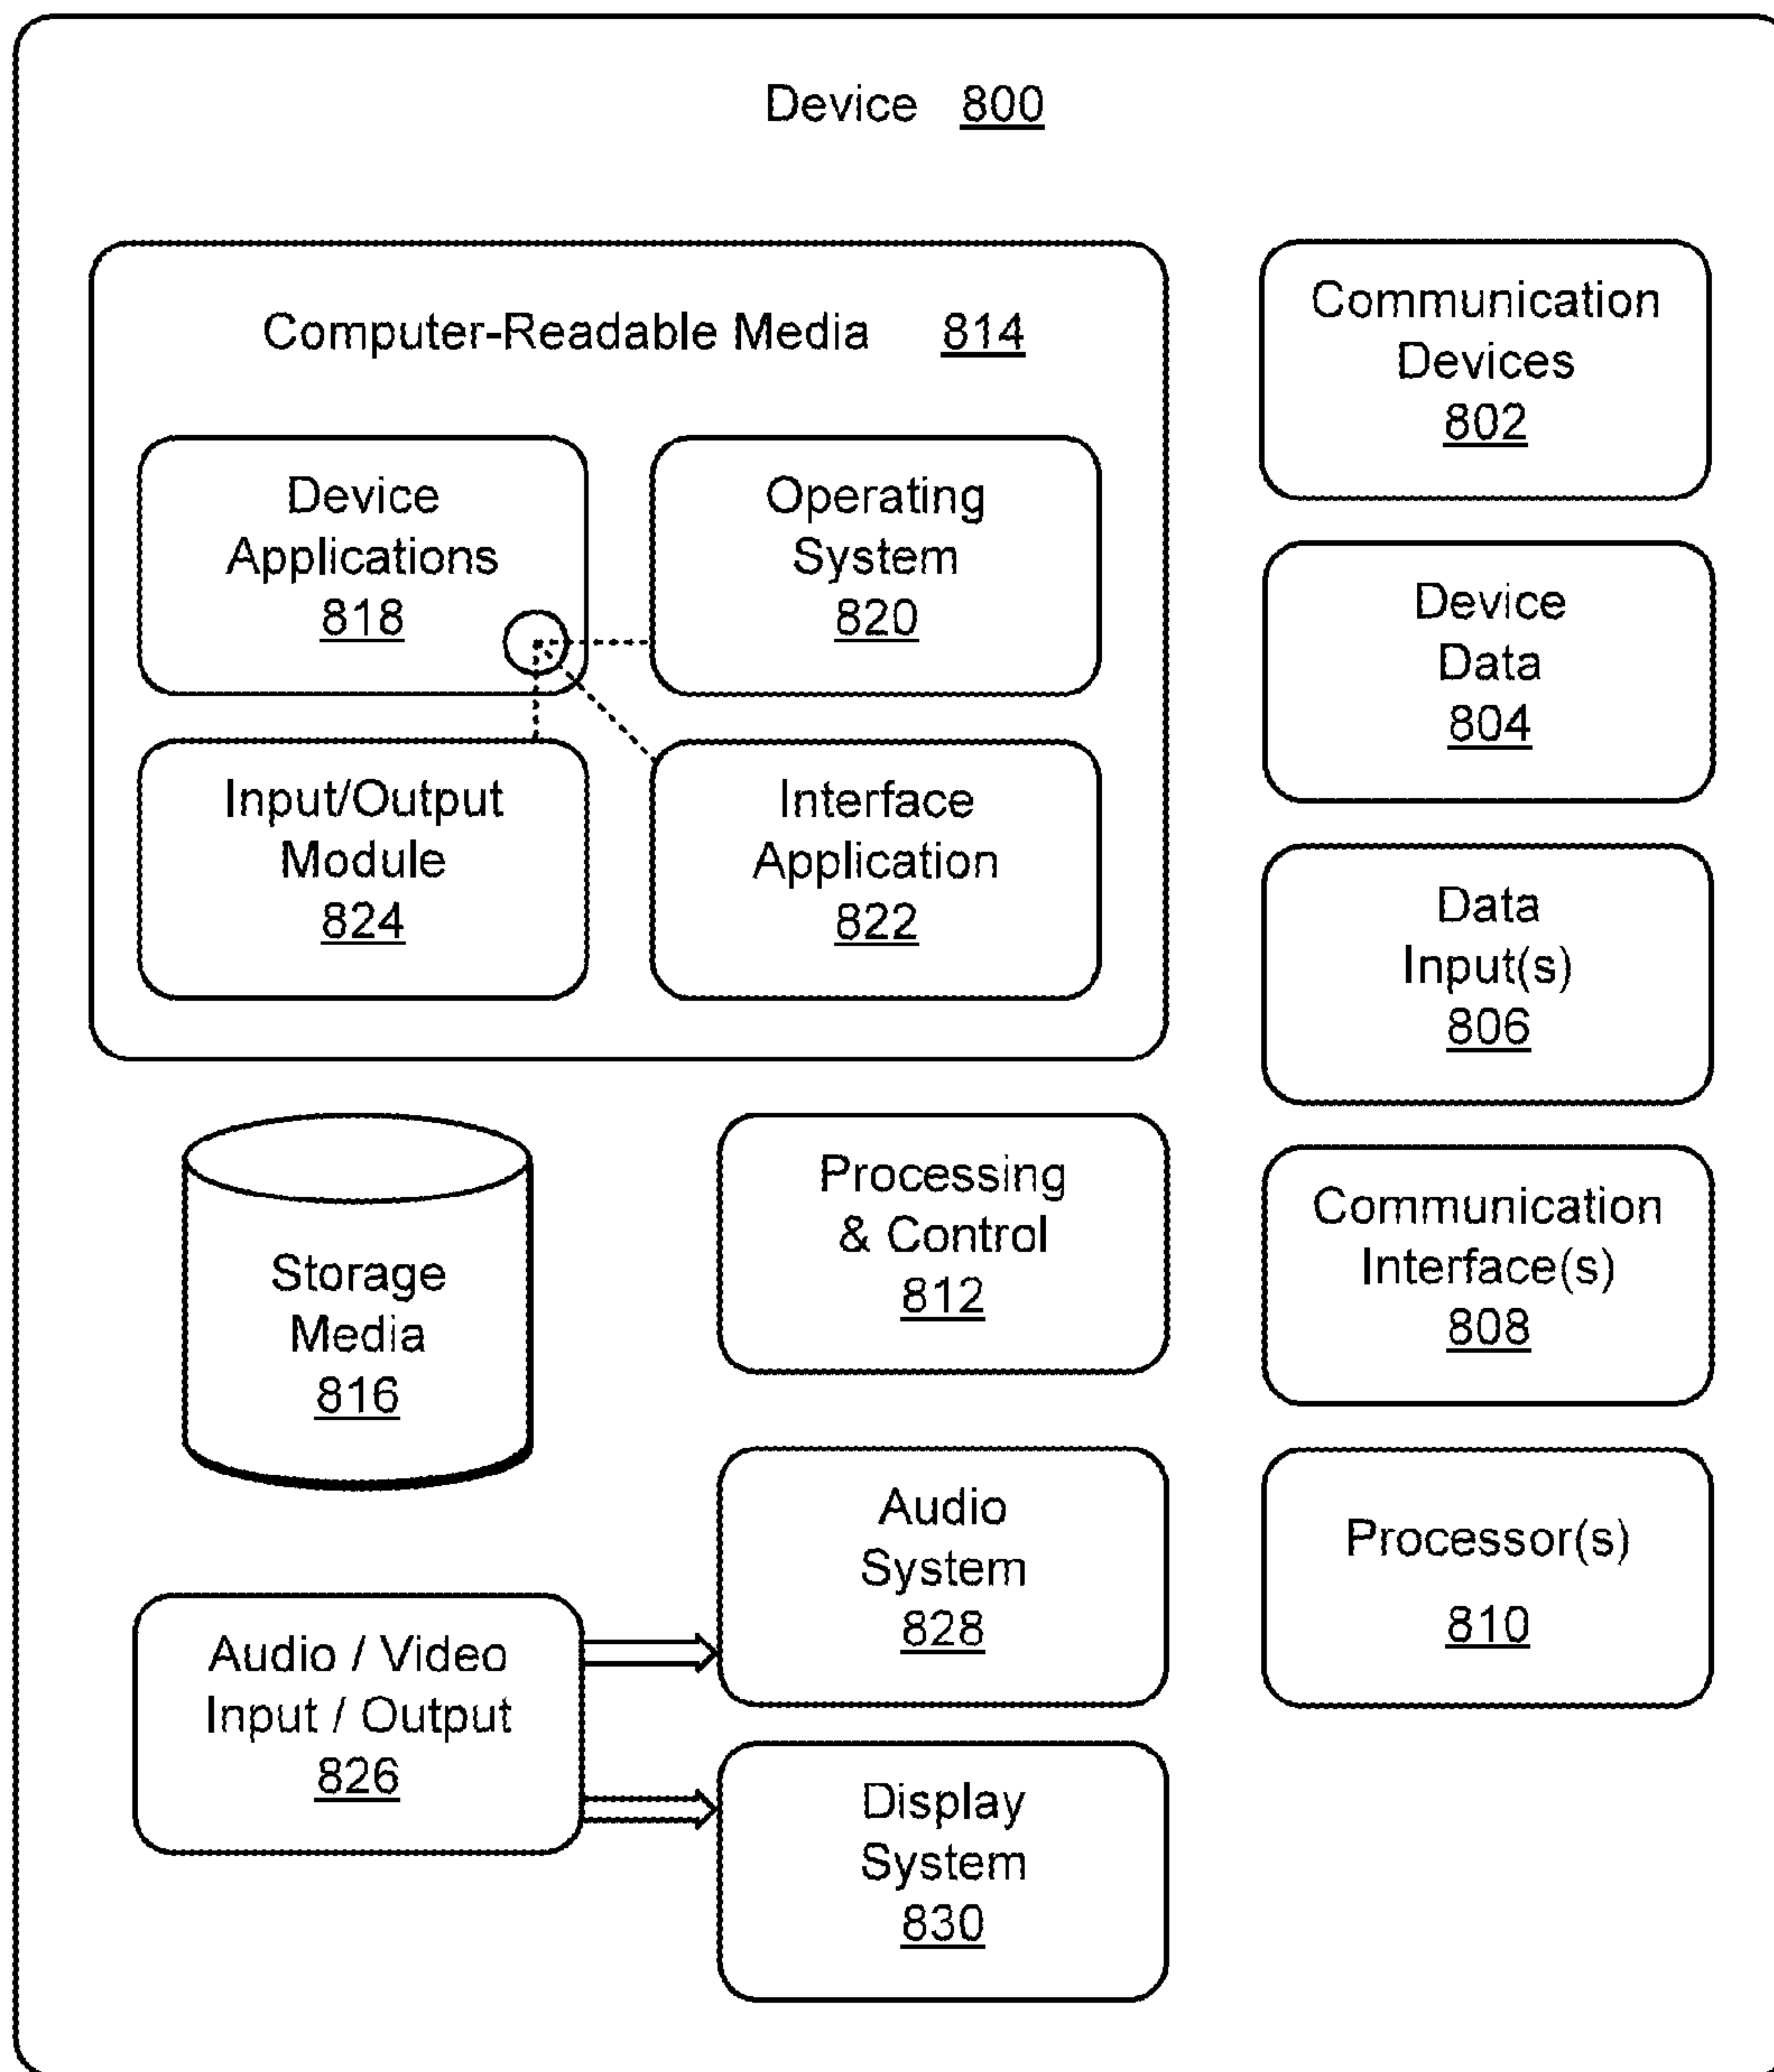 Device 800
Computer-Readable Media 814
Device
Applications
818
Operating
System
820
Input/Output
Module
824
Interface
Application
822
Communication
Devices
802
Device
Data
804
Data
Input(s)
806
Communication
Interface(s)
808
Processor(s)
810
Storage
Media
816
Processing
& Control
812
Audio
System
828
Audio / Video
Input / Output
826
Display
System
830